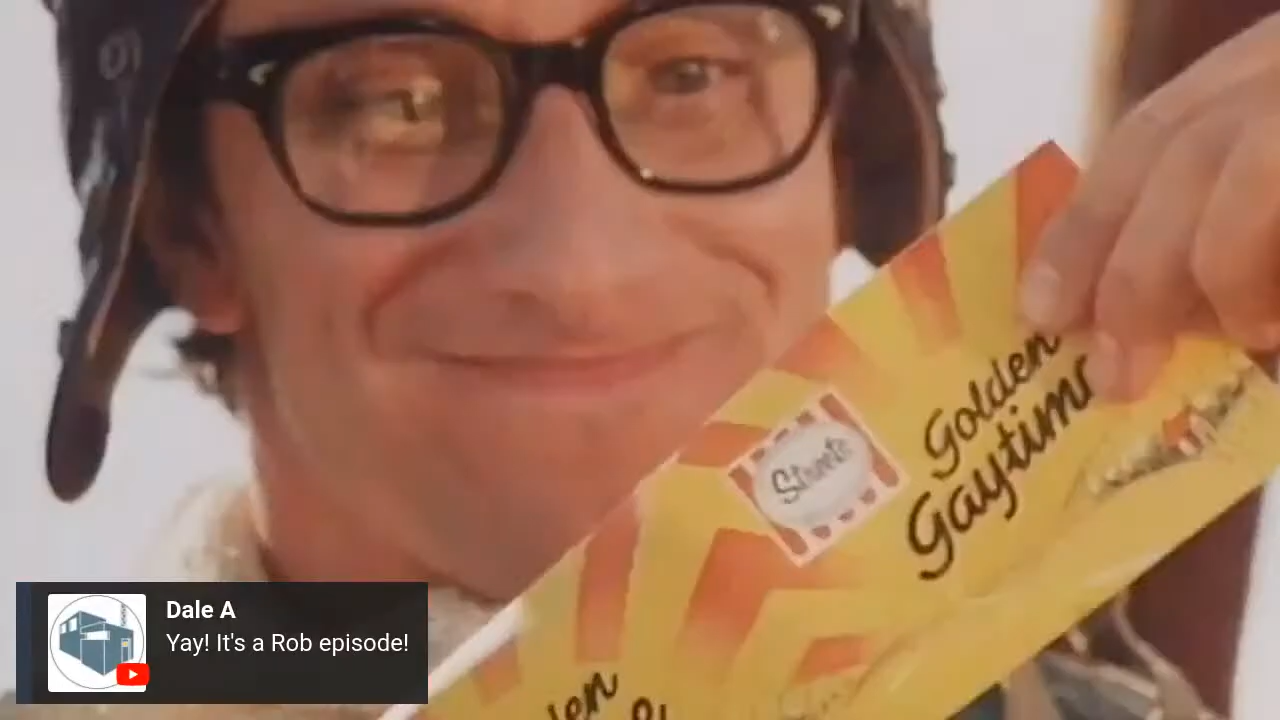 Streets
Golden
Gaytime
Dale A
Yay! It's a Rob episode!